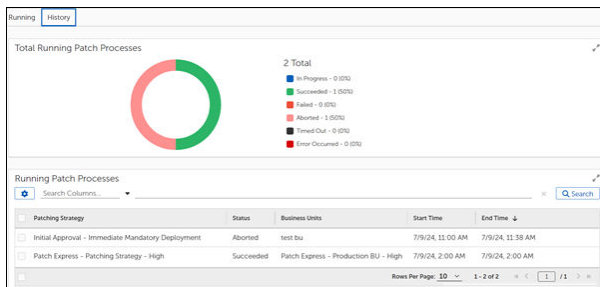 Running History
Total Running Patch Processes
2 Total
In Progress - 0 (0%)
Succeeded - 1 (50%)
Failed - 0 (0%)
Aborted - 1 (50%)
Timed Out - 0 (0%)
Error Occurred - 0 (0%)
Running Patch Processes
Search Columns... × Search
Patching Strategy Status Business Units Start Time End Time ↓
Initial Approval - Immediate Mandatory Deployment Aborted test bu 7/9/24, 11:00 AM 7/9/24, 11:38 AM
Patch Express - Patching Strategy - High Succeeded Patch Express - Production BU - High 7/9/24, 2:00 AM 7/9/24, 2:00 AM
Rows Per Page: 10 1 - 2 of 2 « < 1 / 1 > »